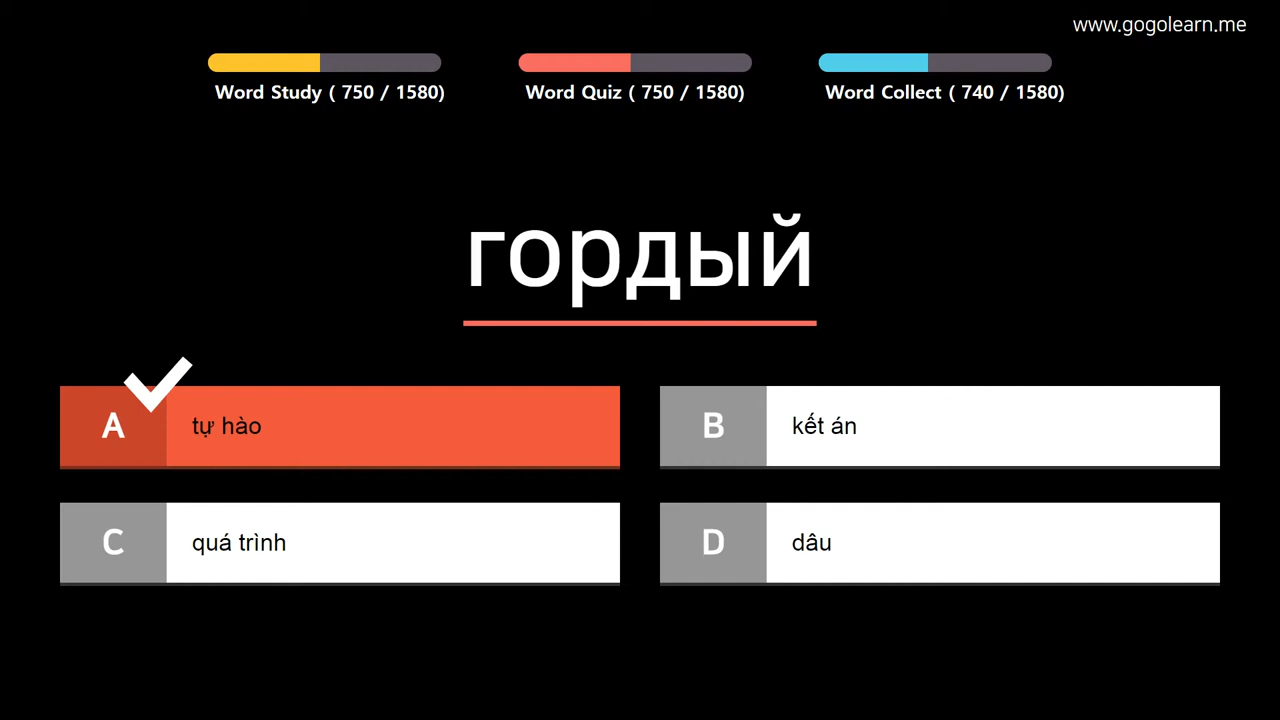 www.gogolearn.me
Word Study ( 750 / 1580)
Word Quiz ( 750 / 1580)
Word Collect ( 740 / 1580)
гордый
A tự hào
B kết án
C quá trình
D dâu